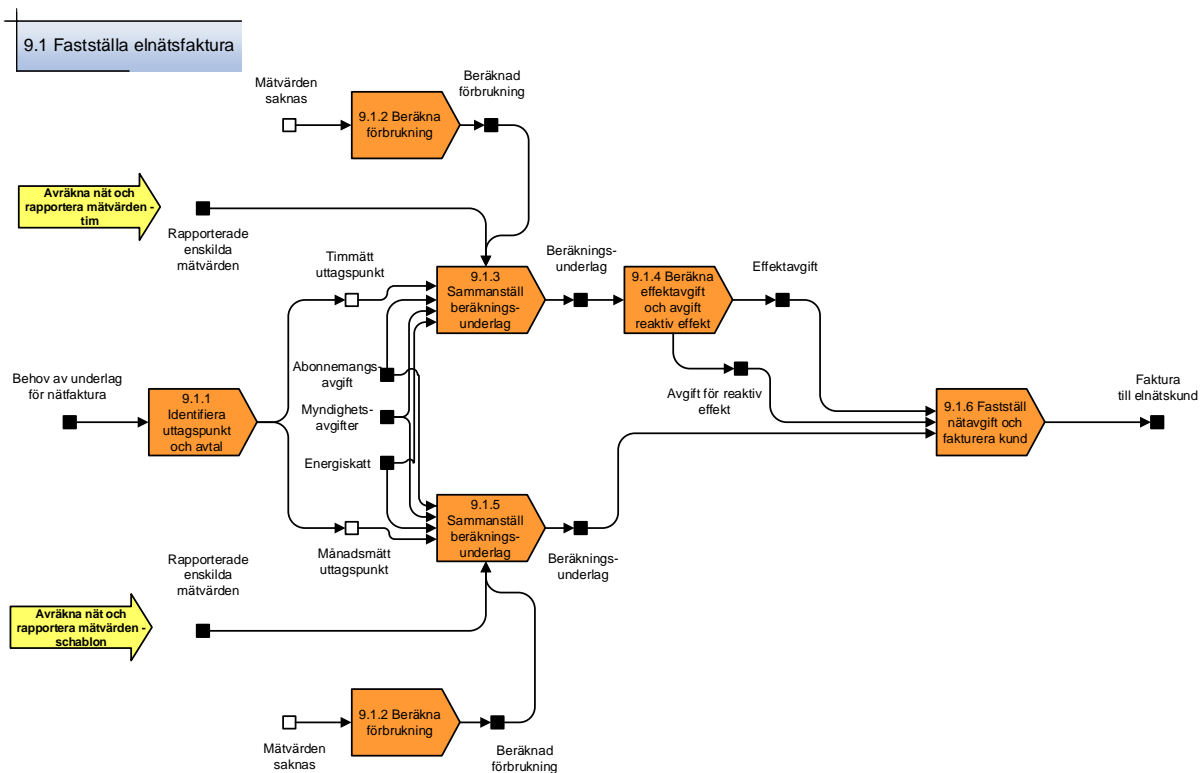 9.1 Fastställa elnätsfaktura
Mätvärden
saknas
9.1.2 Beräkna
förbrukning
Beräknad
förbrukning
Avräkna nät och
rapportera mätvärden -
tim
Rapporterade
enskilda
mätvärden
Timmätt
uttagspunkt
9.1.3
Sammanställ
beräknings-
underlag
Beräknings-
underlag
9.1.4 Beräkna
effektavgift
och avgift
reaktiv effekt
Effektavgift
Behov av underlag
för nätfaktura
9.1.1
Identifiera
uttagspunkt
och avtal
Abonnemangs-
avgift
Myndighets-
avgifter
Energiskatt
Avgift för reaktiv
effekt
9.1.6 Fastställ
nätavgift och
fakturera kund
Faktura
till elnätskund
Månadsmätt
uttagspunkt
9.1.5
Sammanställ
beräknings-
underlag
Beräknings-
underlag
Rapporterade
enskilda
mätvärden
Avräkna nät och
rapportera mätvärden -
schablon
Mätvärden
saknas
9.1.2 Beräkna
förbrukning
Beräknad
förbrukning